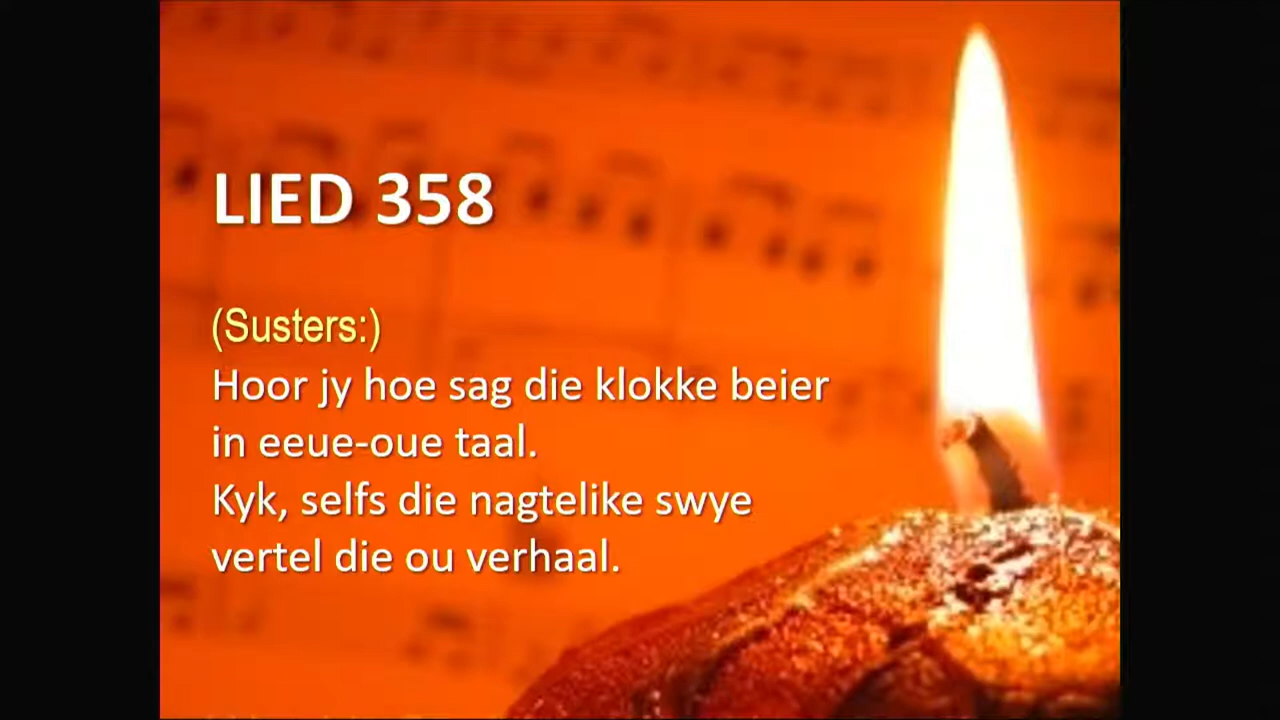 LIED 358
(Susters:)
Hoor jy hoe sag die klokke beier
in eeue-oue taal.
Kyk, selfs die nagtelike swye
vertel die ou verhaal.